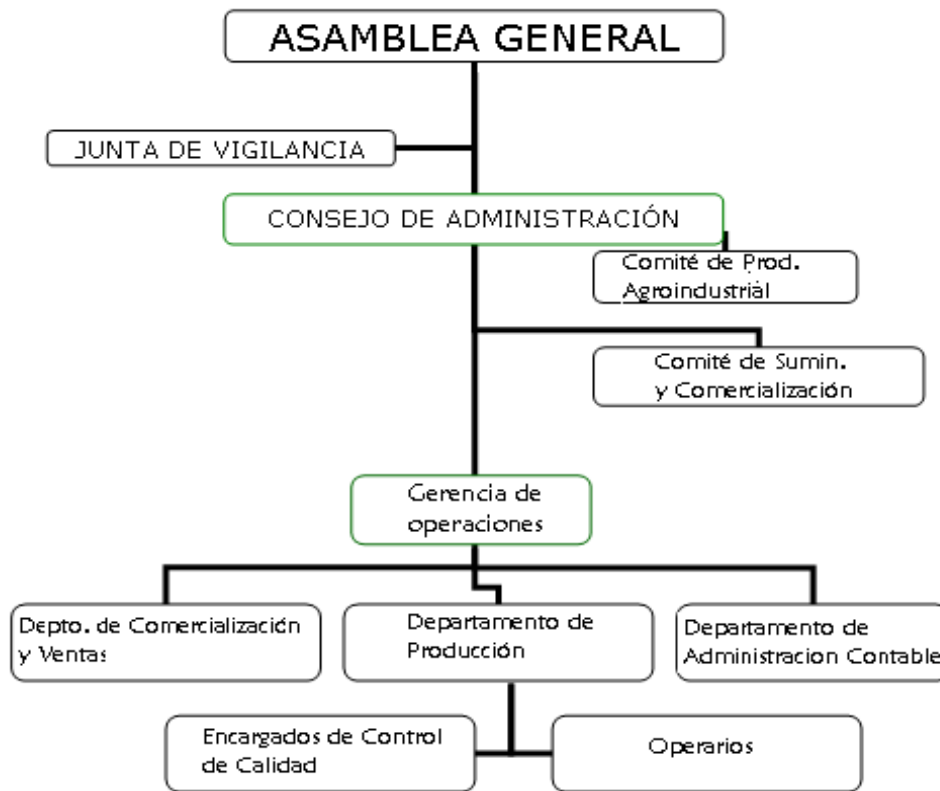 ASAMBLEA GENERAL
JUNTA DE VIGILANCIA
CONSEJO DE ADMINISTRACIÓN
Comité de Prod.
Agroindustrial
Comité de Sumin.
y Comercialización
Gerencia de
operaciones
Depto. de Comercialización
y Ventas
Departamento de
Producción
Departamento de
Administracion Contable
Encargados de Control
de Calidad
Operarios